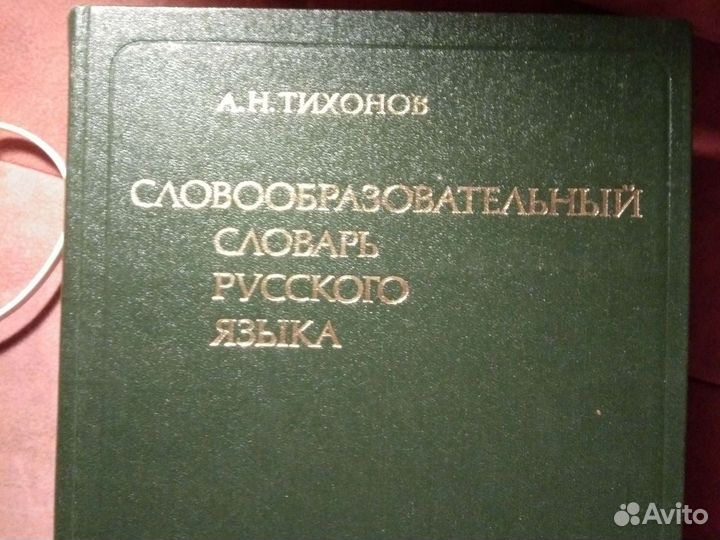 А.Н.ТИХОНОВ
СЛОВООБРАЗОВАТЕЛЬНЫЙ
СЛОВАРЬ
РУССКОГО
ЯЗЫКА
Avito